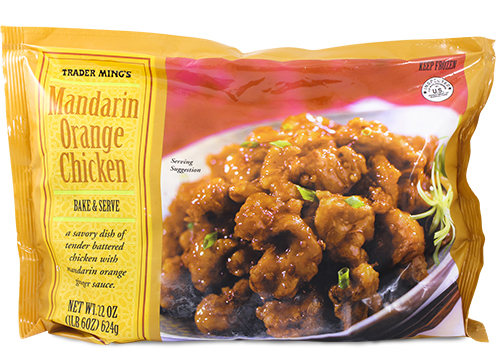 TRADER MING'S
Mandarin
Orange
Chicken
BAKE & SERVE
a savory dish of
tender battered
chicken with
mandarin orange
sauce.
NET WT. 22 OZ
(1LB 6OZ) 624g
Serving
Suggestion
KEEP FROZEN
U.S.